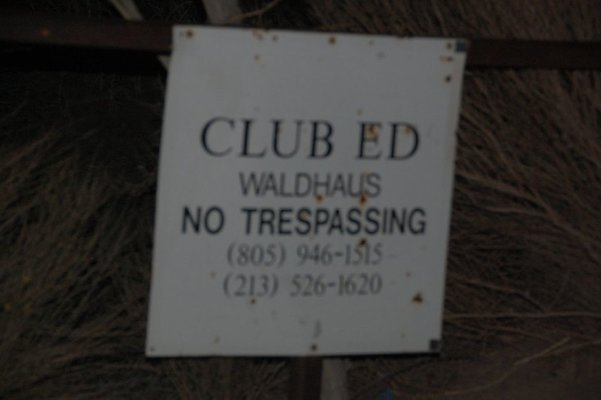 CLUB ED
WALDHAUS
NO TRESPASSING
(805) 946-1515
(213) 526-1620